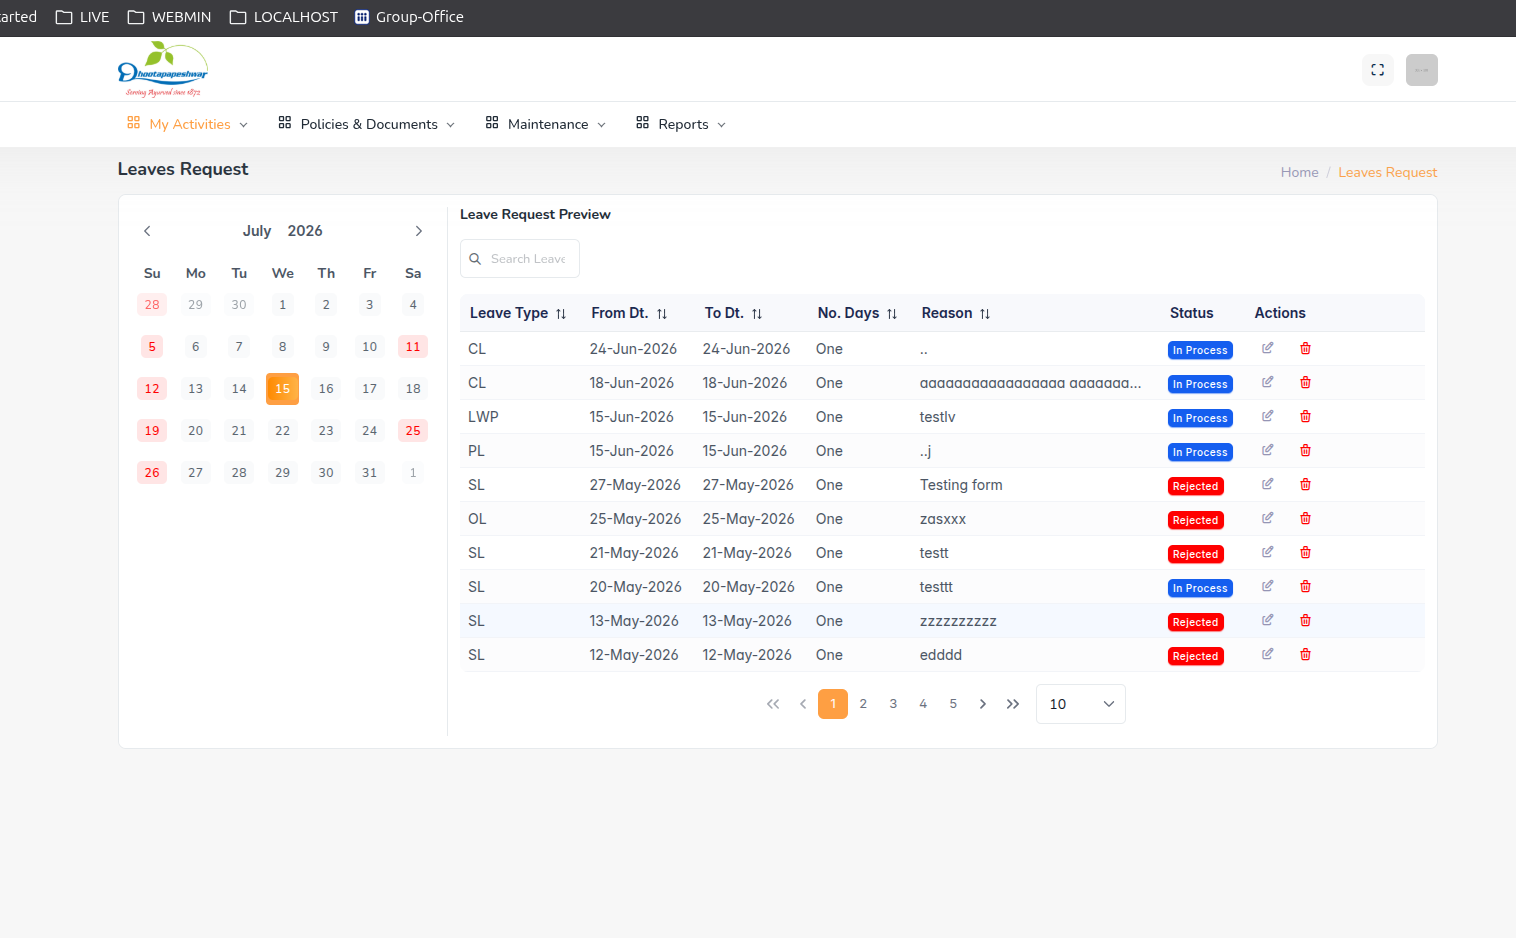 arted LIVE WEBMIN LOCALHOST Group-Office
Phootapapeshwar
Serving Ayurved since 1872
My Activities Policies & Documents Maintenance Reports
Leaves Request
Home / Leaves Request
July 2026
Su Mo Tu We Th Fr Sa
28 29 30 1 2 3 4
5 6 7 8 9 10 11
12 13 14 15 16 17 18
19 20 21 22 23 24 25
26 27 28 29 30 31 1
Leave Request Preview
Search Leave
Leave Type From Dt. To Dt. No. Days Reason Status Actions
CL 24-Jun-2026 24-Jun-2026 One .. In Process
CL 18-Jun-2026 18-Jun-2026 One aaaaaaaaaaaaaaaaa aaaaaaa... In Process
LWP 15-Jun-2026 15-Jun-2026 One testlv In Process
PL 15-Jun-2026 15-Jun-2026 One ..j In Process
SL 27-May-2026 27-May-2026 One Testing form Rejected
OL 25-May-2026 25-May-2026 One zasxxx Rejected
SL 21-May-2026 21-May-2026 One testt Rejected
SL 20-May-2026 20-May-2026 One testtt In Process
SL 13-May-2026 13-May-2026 One zzzzzzzzzz Rejected
SL 12-May-2026 12-May-2026 One edddd Rejected
1 2 3 4 5 10